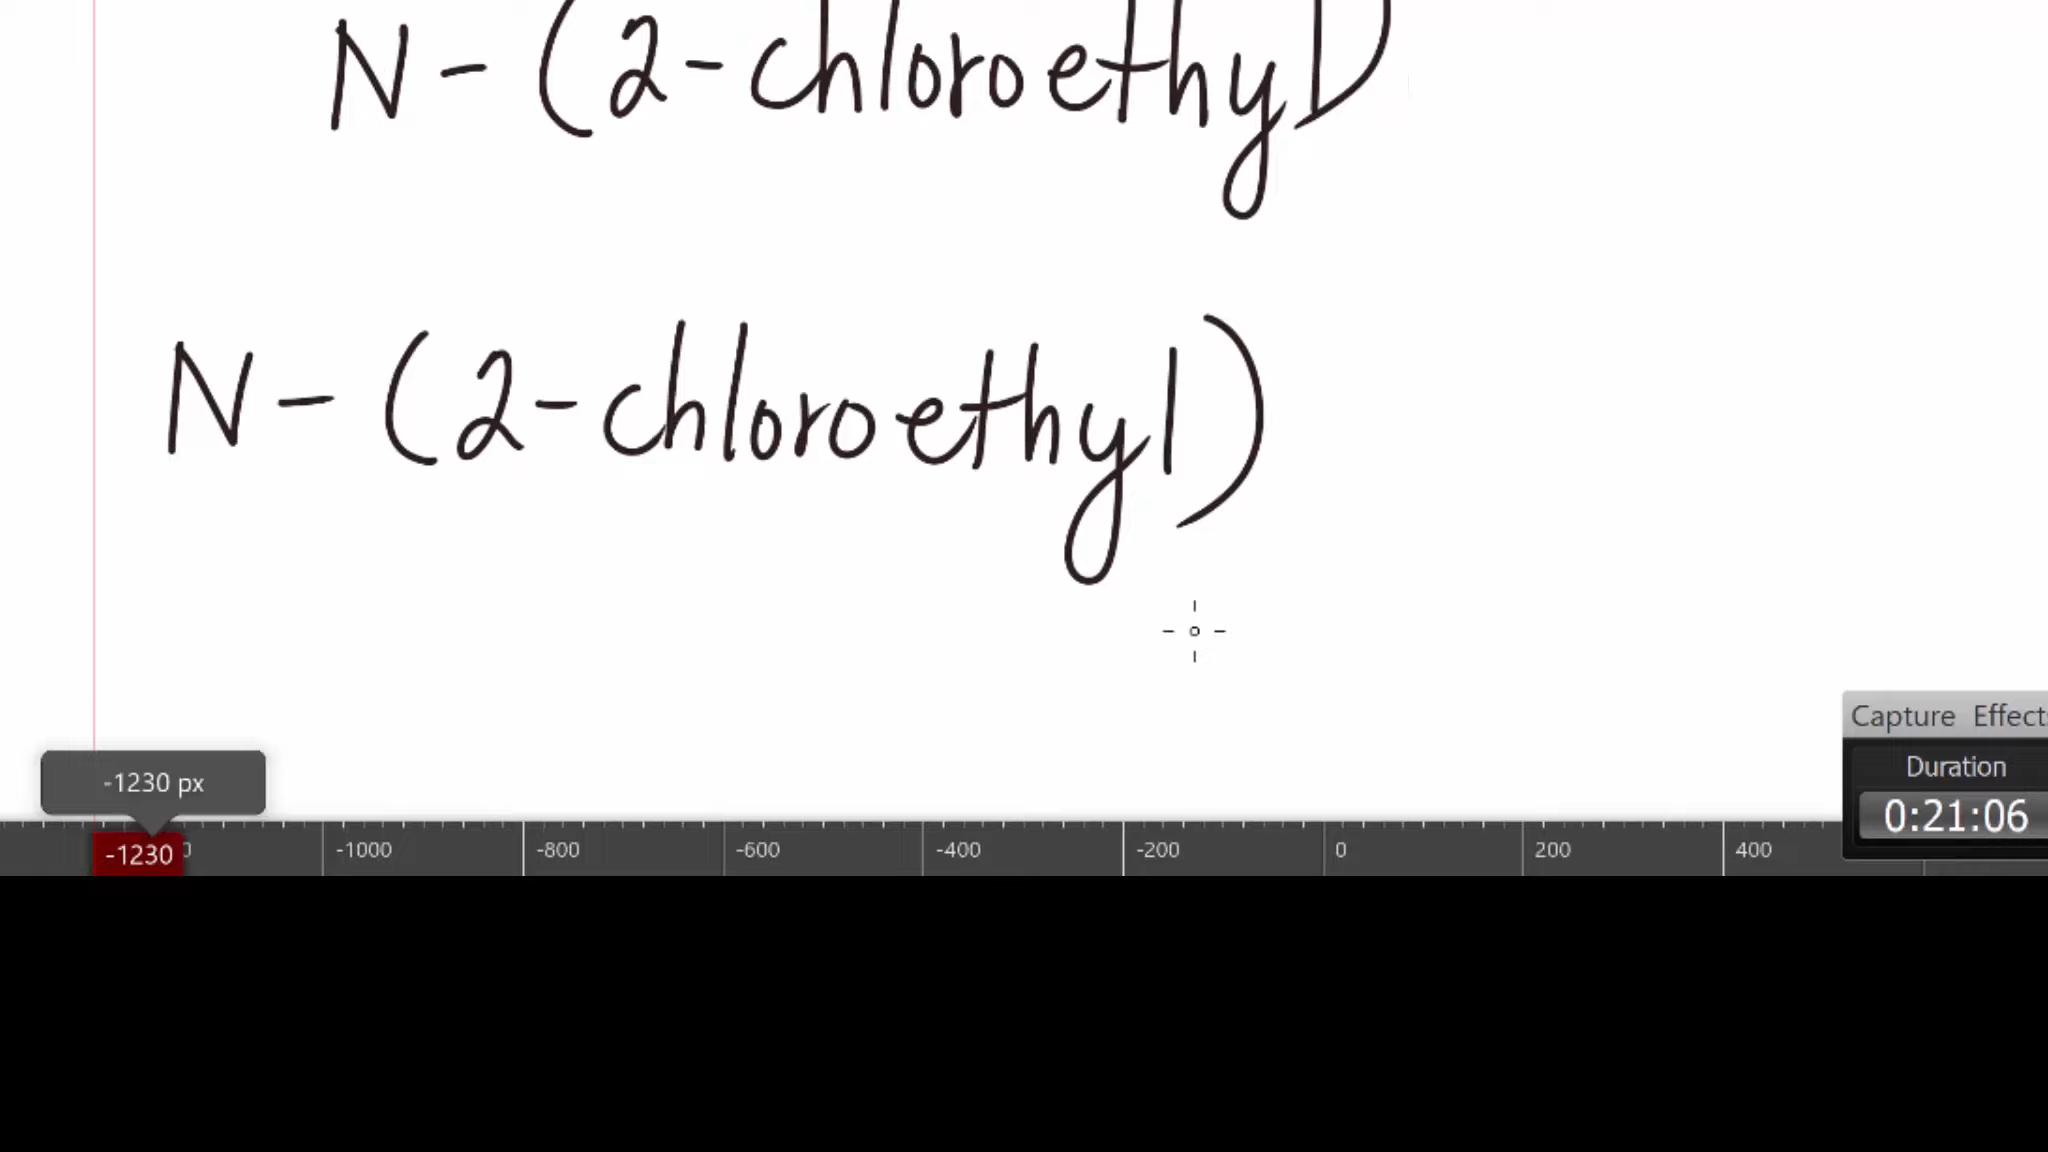 N-(2-chloroethyl)
N-(2-chloroethyl)
Capture Effects
Duration
-1230 px
0:21:06
-1230 -1000 -800 -600 -400 -200 0 200 400